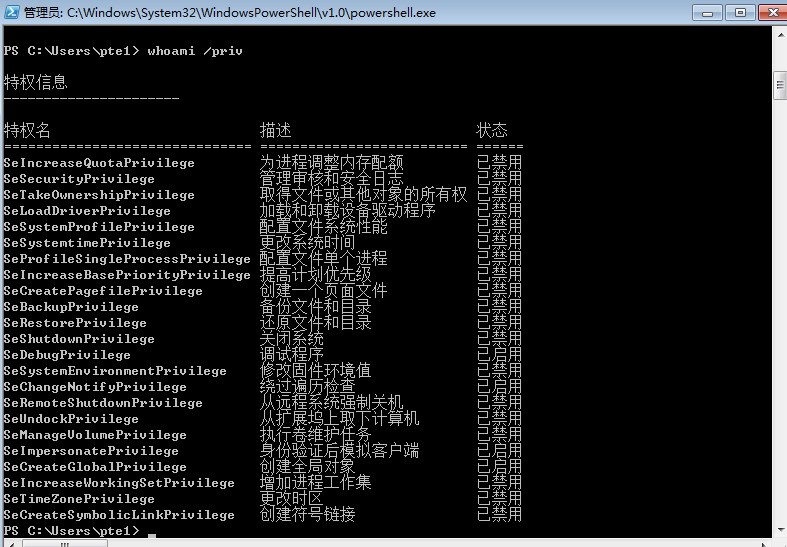 管理员: C:\Windows\System32\WindowsPowerShell\v1.0\powershell.exe
PS C:\Users\pte1> whoami /priv
特权信息
----------------------
特权名 描述 状态
=============================== ========================== ======
SeIncreaseQuotaPrivilege 为进程调整内存配额 已禁用
SeSecurityPrivilege 管理审核和安全日志 已禁用
SeTakeOwnershipPrivilege 取得文件或其他对象的所有权 已禁用
SeLoadDriverPrivilege 加载和卸载设备驱动程序 已禁用
SeSystemProfilePrivilege 配置文件系统性能 已禁用
SeSystemtimePrivilege 更改系统时间 已禁用
SeProfileSingleProcessPrivilege 配置文件单个进程 已禁用
SeIncreaseBasePriorityPrivilege 提高计划优先级 已禁用
SeCreatePagefilePrivilege 创建一个页面文件 已禁用
SeBackupPrivilege 备份文件和目录 已禁用
SeRestorePrivilege 还原文件和目录 已禁用
SeShutdownPrivilege 关闭系统 已禁用
SeDebugPrivilege 调试程序 已启用
SeSystemEnvironmentPrivilege 修改固件环境值 已禁用
SeChangeNotifyPrivilege 绕过遍历检查 已启用
SeRemoteShutdownPrivilege 从远程系统强制关机 已禁用
SeUndockPrivilege 从扩展坞上取下计算机 已禁用
SeManageVolumePrivilege 执行卷维护任务 已禁用
SeImpersonatePrivilege 身份验证后模拟客户端 已启用
SeCreateGlobalPrivilege 创建全局对象 已启用
SeIncreaseWorkingSetPrivilege 增加进程工作集 已禁用
SeTimeZonePrivilege 更改时区 已禁用
SeCreateSymbolicLinkPrivilege 创建符号链接 已禁用
PS C:\Users\pte1>